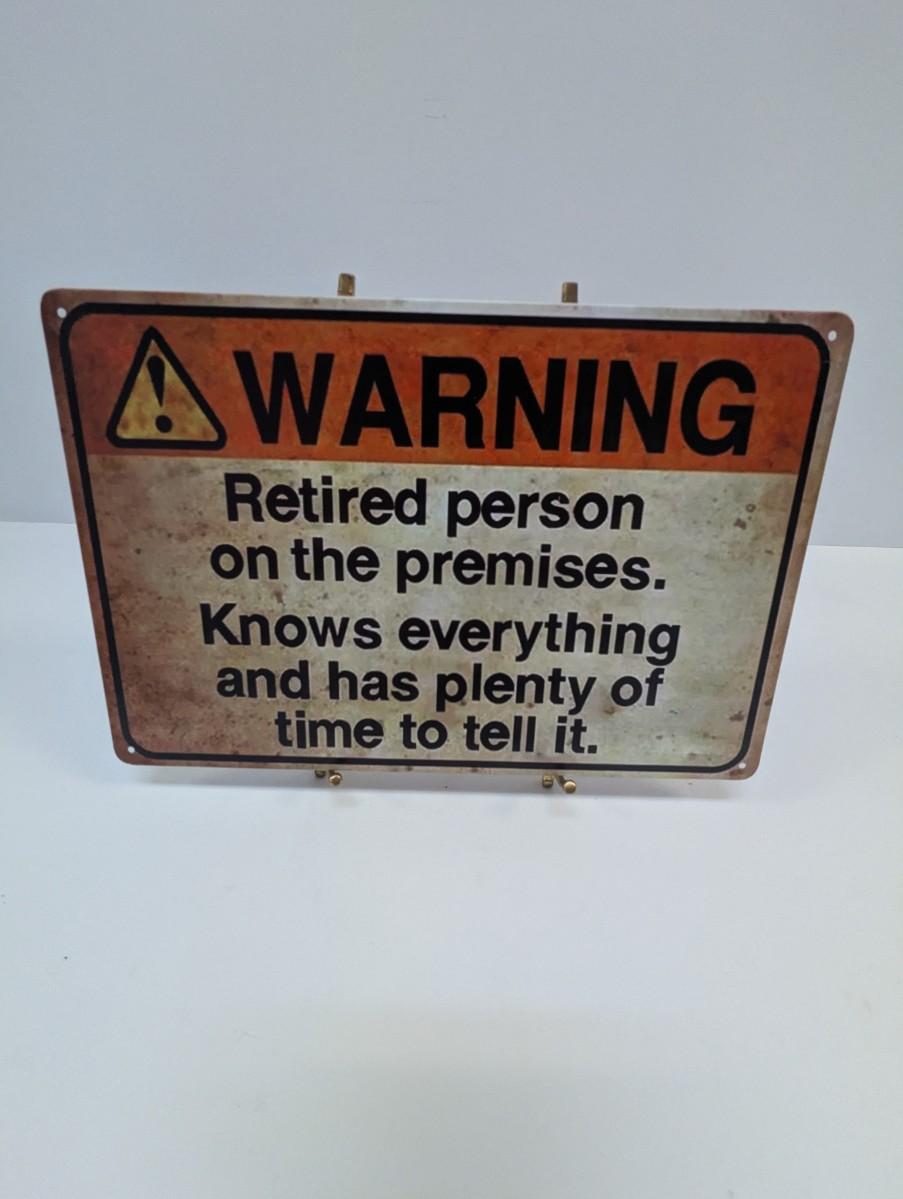 WARNING
Retired person
on the premises.
Knows everything
and has plenty of
time to tell it.